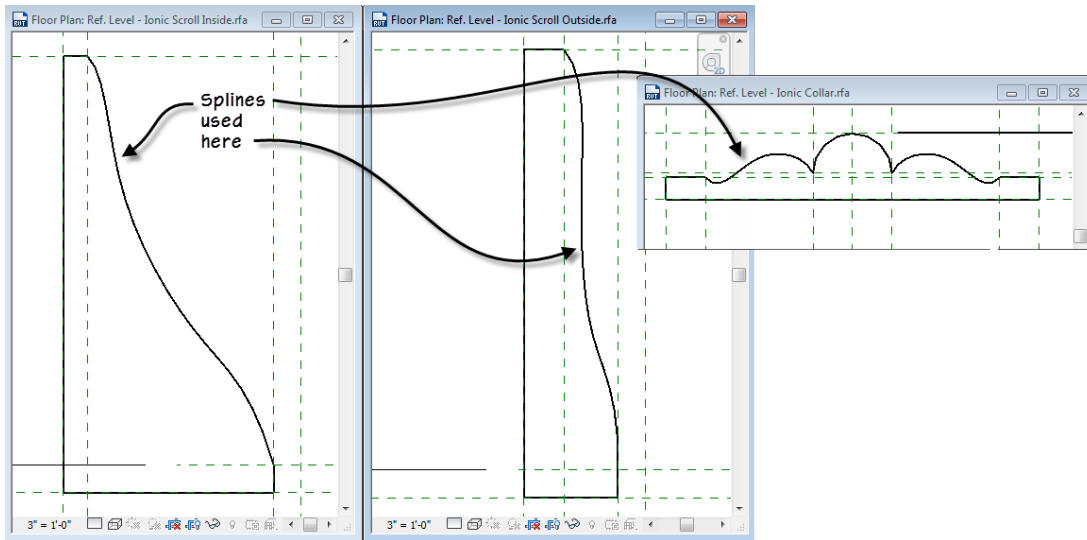 Floor Plan: Ref. Level - Ionic Scroll Inside.rfa
Floor Plan: Ref. Level - Ionic Scroll Outside.rfa
Floor Plan: Ref. Level - Ionic Collar.rfa
Splines
used
here
2D
3" = 1'-0"
3" = 1'-0"